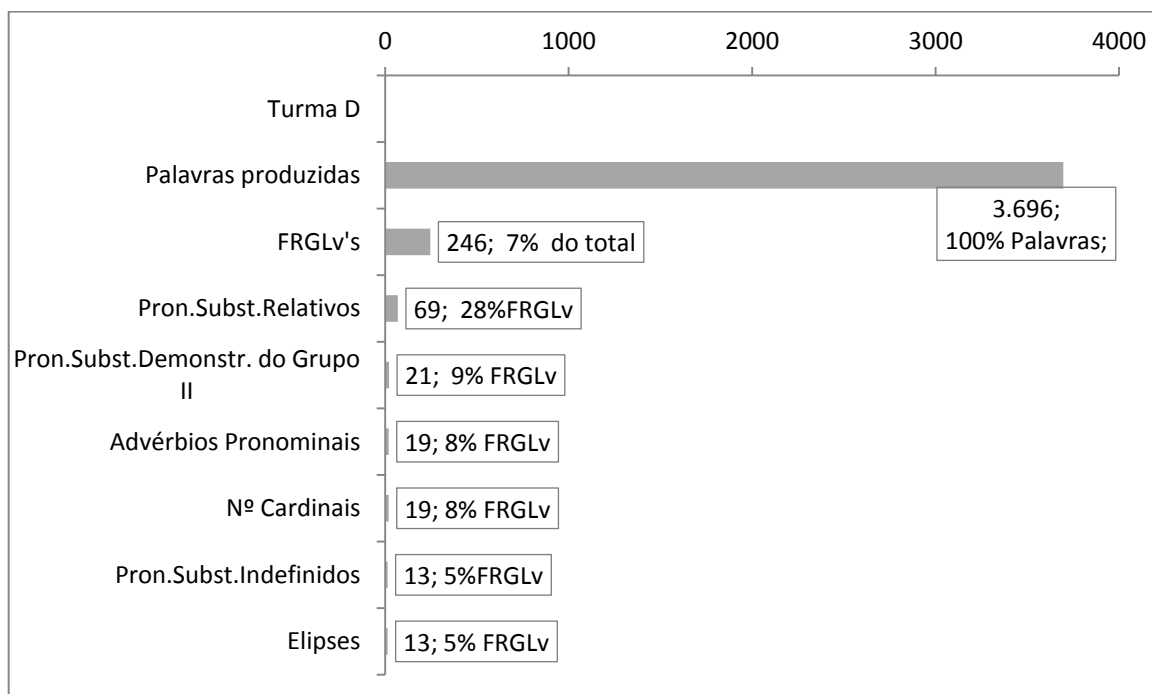 0 1000 2000 3000 4000
Turma D
Palavras produzidas
3.696;
100% Palavras;
FRGLv's
246;  7%  do total
Pron.Subst.Relativos
69;  28%FRGLv
Pron.Subst.Demonstr. do Grupo
II
21;  9% FRGLv
Advérbios Pronominais
19; 8% FRGLv
Nº Cardinais
19; 8% FRGLv
Pron.Subst.Indefinidos
13; 5%FRGLv
Elipses
13; 5% FRGLv